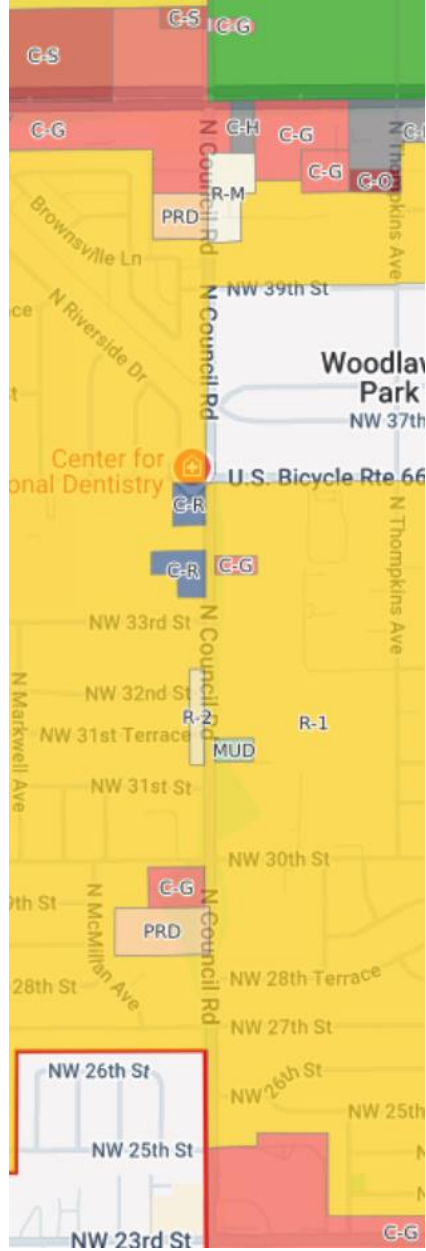 C-S
C-G
C-S
C-G
C-H
C-G
N Council Rd
N Thompkins Ave
C-G
C-O
R-M
PRD
Brownsville Ln
NW 39th St
N Riverside Dr
N Council Rd
Woodlaw
Park
NW 37th
Center for
onal Dentistry
U.S. Bicycle Rte 66
C-R
N Thompkins Ave
C-R
C-G
NW 33rd St
N Council Rd
N Markwell Ave
NW 32nd St
R-2
R-1
NW 31st Terrace
MUD
NW 31st St
NW 30th St
C-G
9th St
N McMillan Ave
N Council Rd
PRD
28th St
NW 28th Terrace
NW 27th St
NW 26th St
NW 26th St
NW 25th
NW 25th St
C-G
NW 23rd St